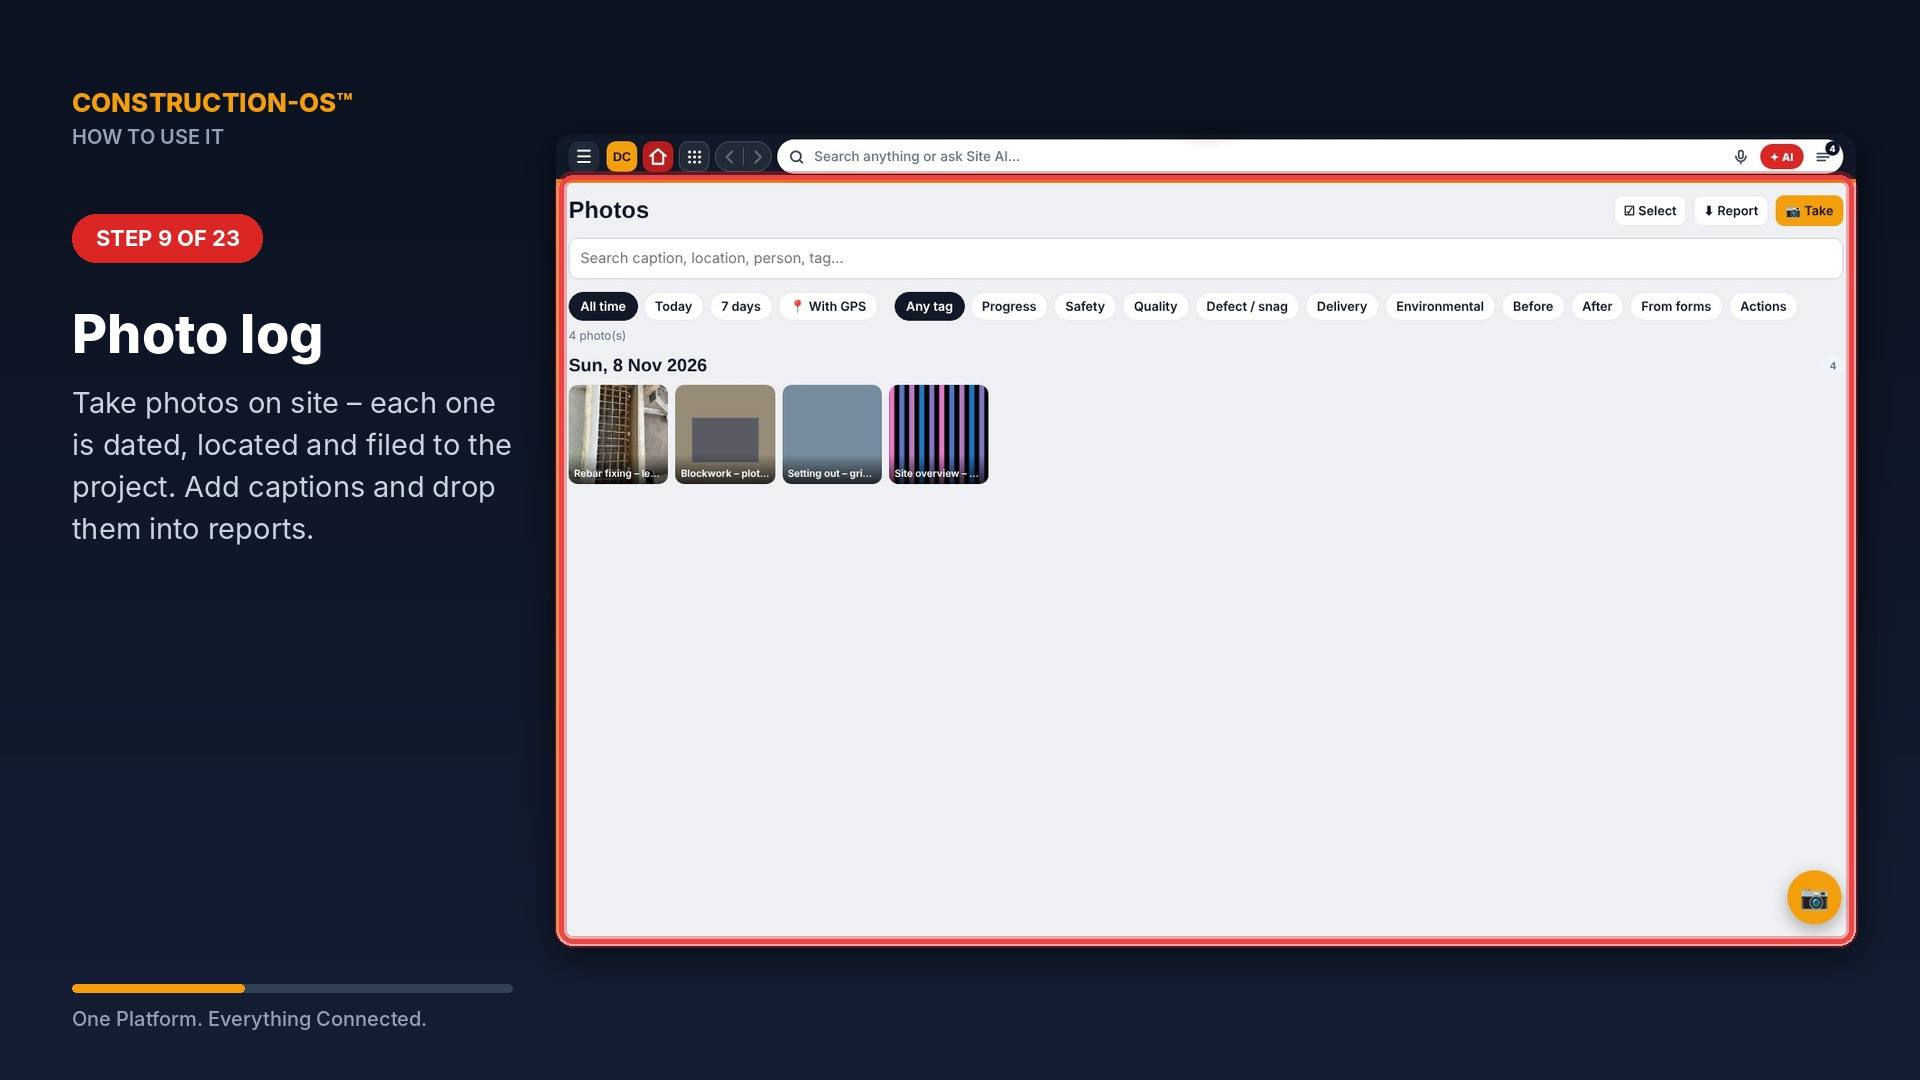 CONSTRUCTION-OS™
HOW TO USE IT
STEP 9 OF 23
Photo log
Take photos on site – each one
is dated, located and filed to the
project. Add captions and drop
them into reports.
One Platform. Everything Connected.
DC
Search anything or ask Site AI...
AI
4
Photos
Select
Report
Take
Search caption, location, person, tag...
All time Today 7 days With GPS Any tag Progress Safety Quality Defect / snag Delivery Environmental Before After From forms Actions
4 photo(s)
Sun, 8 Nov 2026
4
Rebar fixing – le...
Blockwork – plot...
Setting out – gri...
Site overview – ...